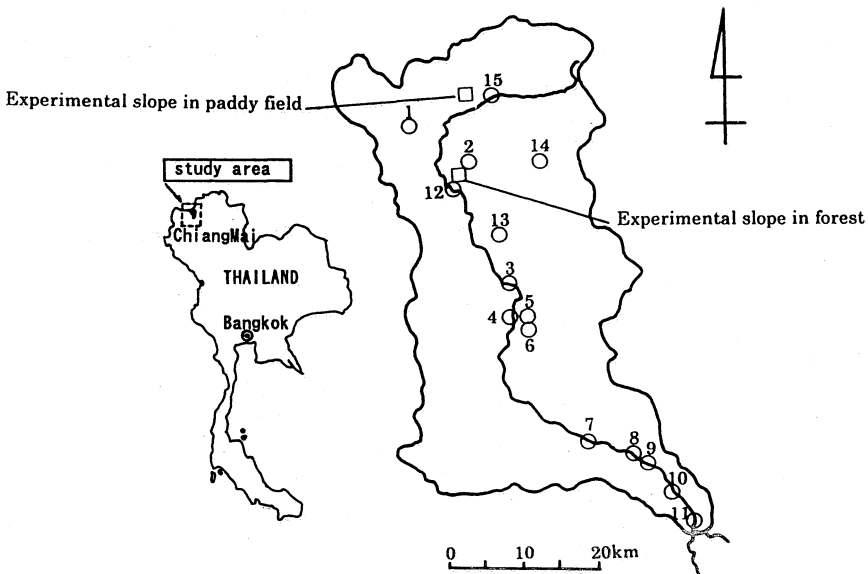 15
Experimental slope in paddy field
1
2
14
study area
12
Experimental slope in forest
ChiangMai
13
THAILAND
3
Bangkok
4
5
6
7
8
9
10
11
0 10 20km